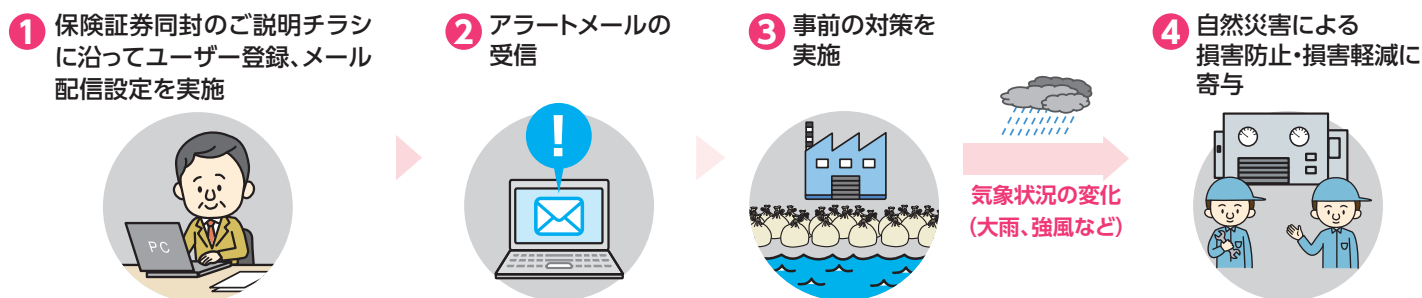 1 保険証券同封のご説明チラシ
に沿ってユーザー登録、メール
配信設定を実施
PC
2 アラートメールの
受信
!
3 事前の対策を
実施
気象状況の変化
(大雨、強風など)
4 自然災害による
損害防止・損害軽減に
寄与